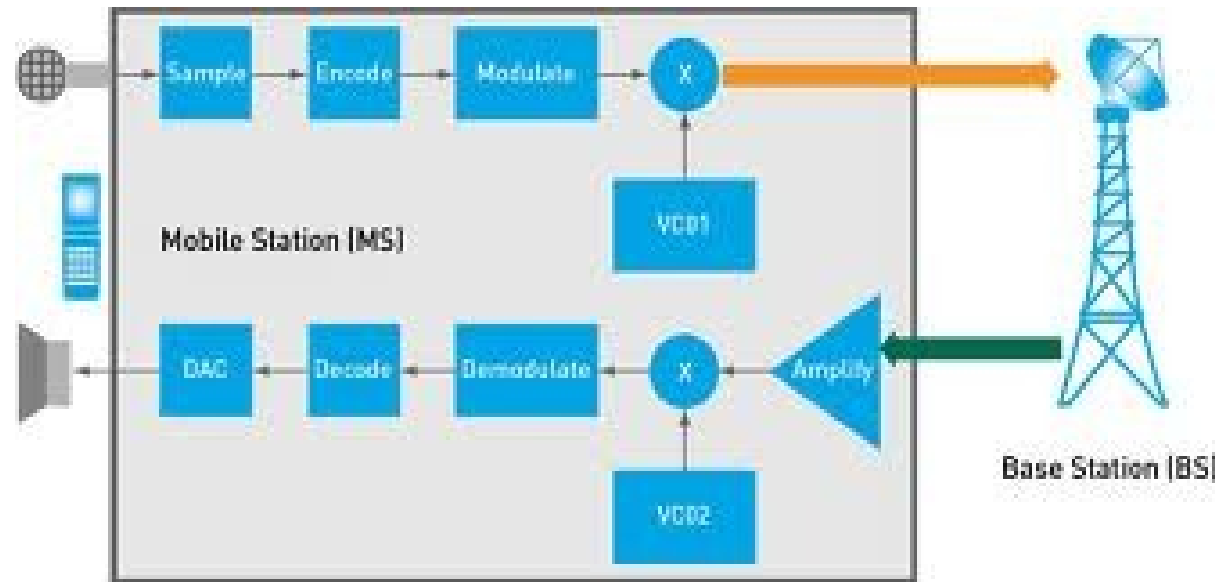 Sample
Encode
Modulate
X
VCO1
Mobile Station (MS)
DAC
Decode
Demodulate
X
Amplify
VCO2
Base Station (BS)